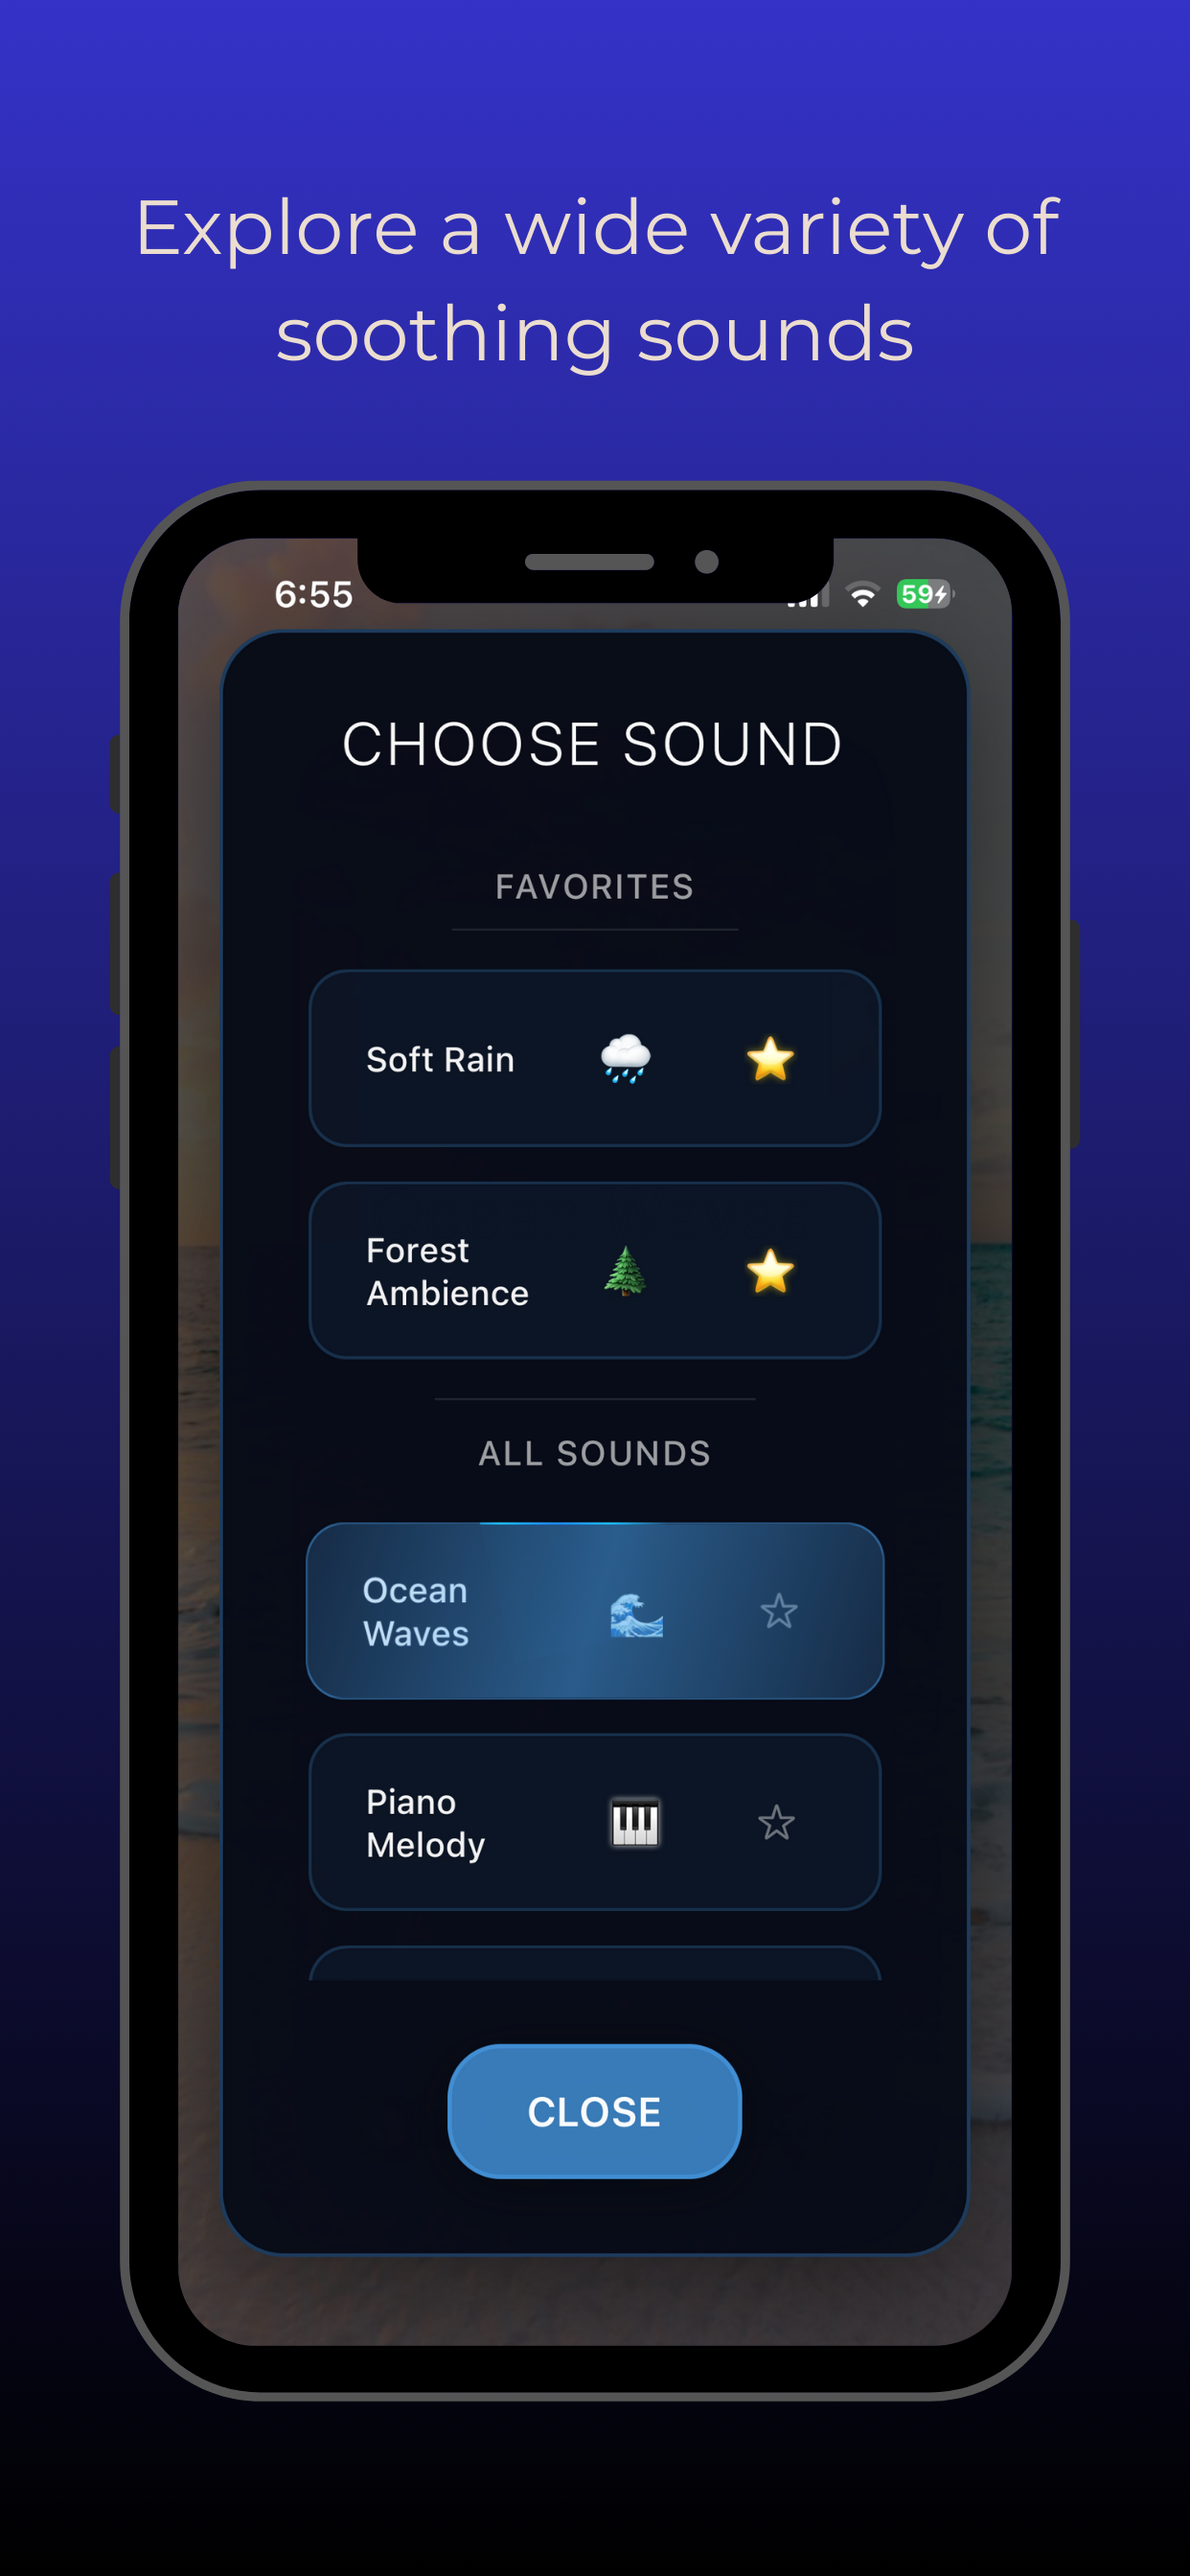 Explore a wide variety of
soothing sounds
6:55
59
CHOOSE SOUND
FAVORITES
Soft Rain
Forest
Ambience
ALL SOUNDS
Ocean
Waves
Piano
Melody
CLOSE